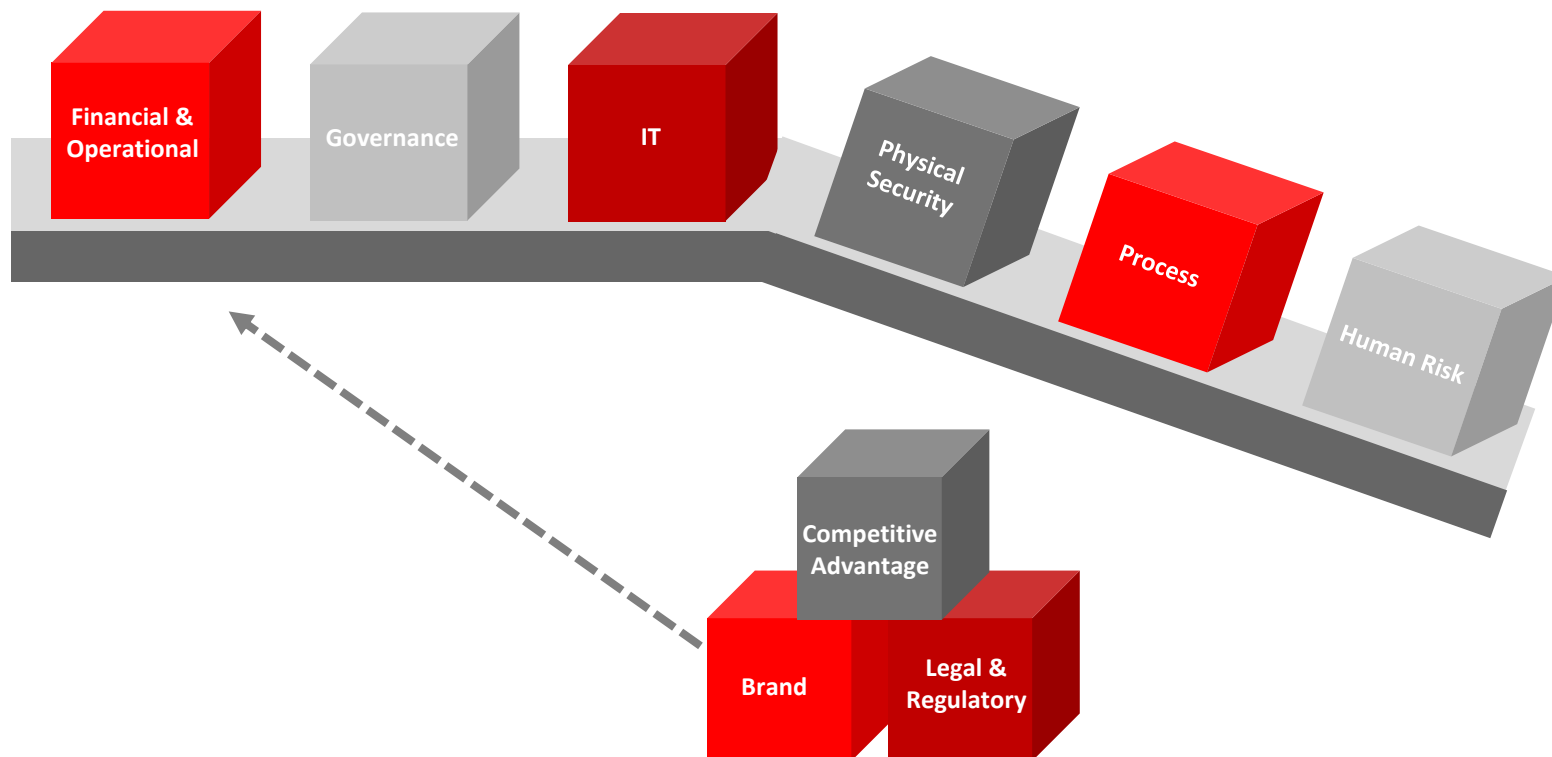 Financial &
Operational
Governance
IT
Physical
Security
Process
Human Risk
Competitive
Advantage
Brand
Legal &
Regulatory